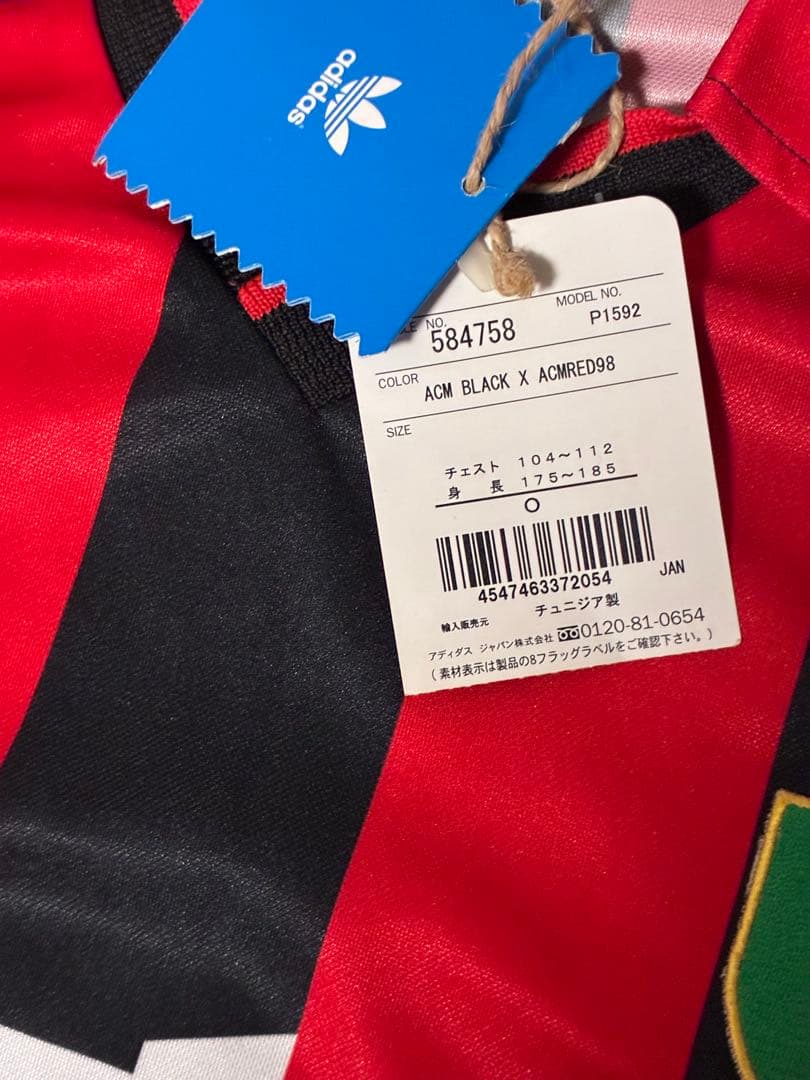 adidas
LE NO.
MODEL NO.
584758
P1592
COLOR
ACM BLACK X ACMRED98
SIZE
チェスト 104～112
身 長 175～185
O
4547463372054
JAN
チュニジア製
輸入販売元
アディダス ジャパン株式会社 0120-81-0654
(素材表示は製品の8フラッグラベルをご確認下さい。)